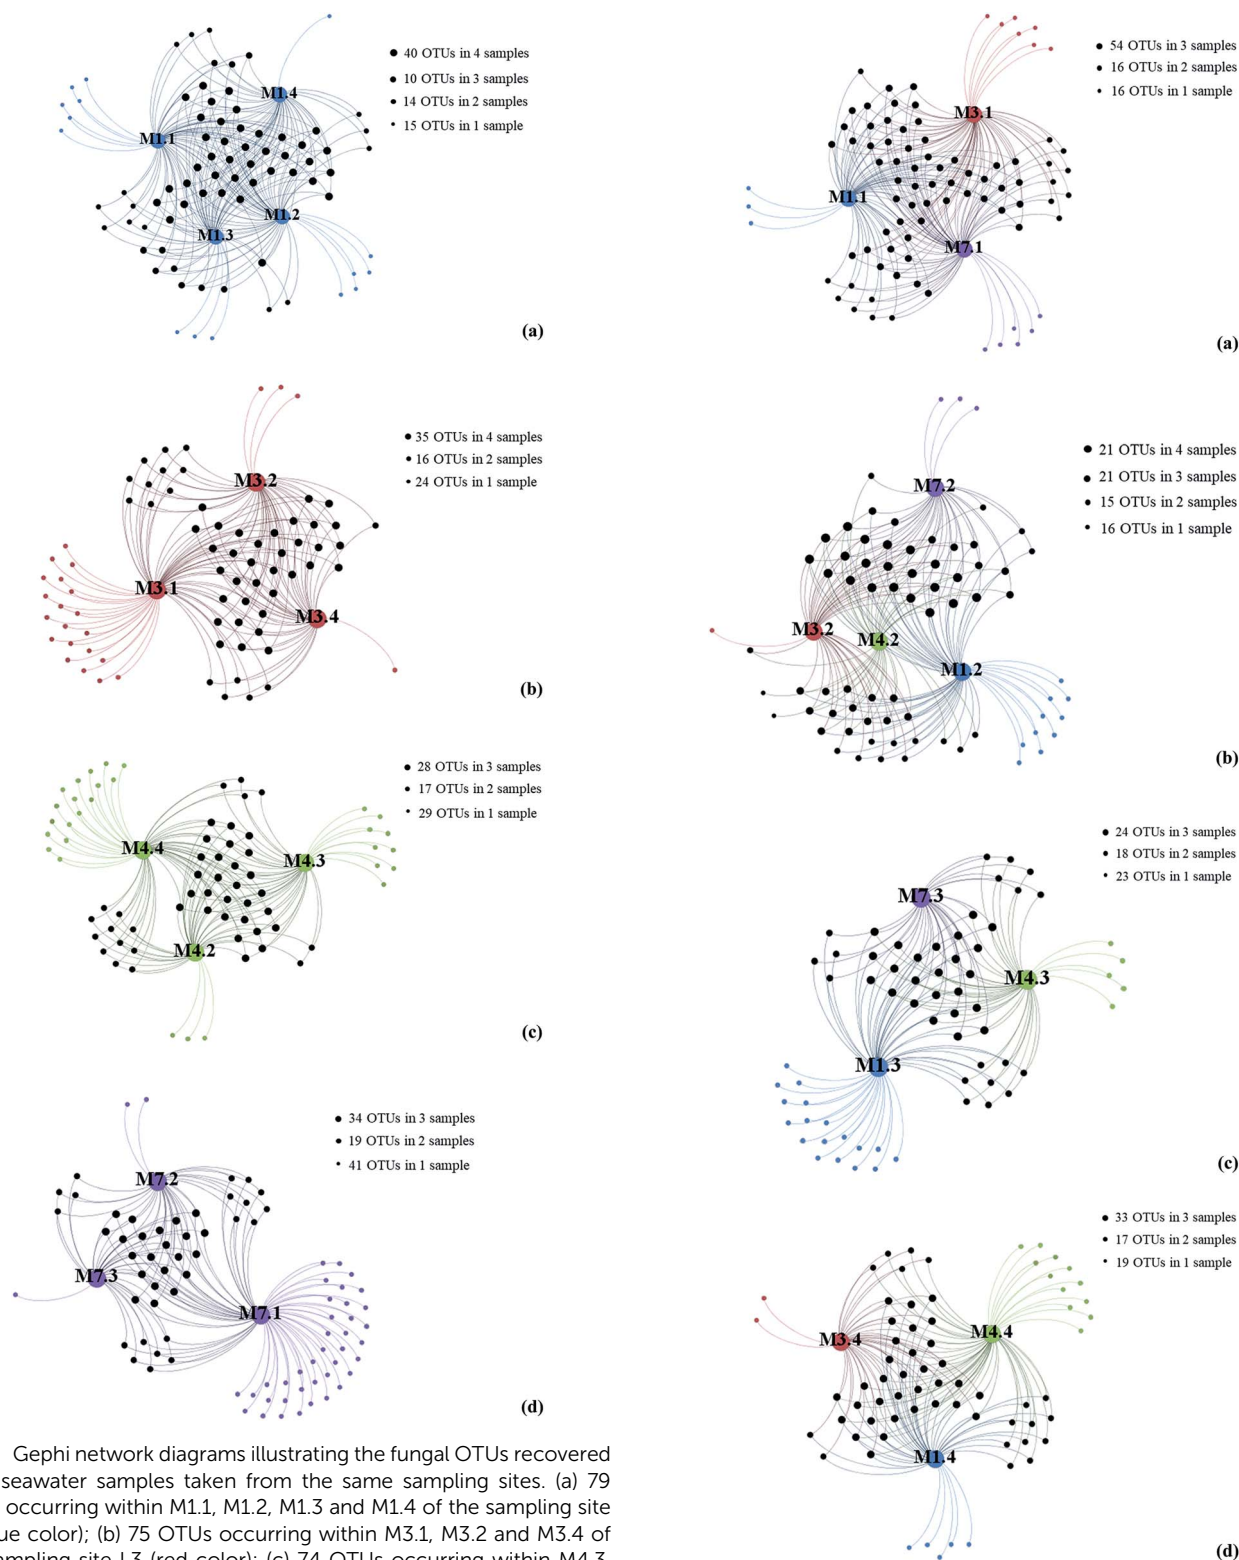 M1.4
M1.1
M1.2
M1.3
40 OTUs in 4 samples
10 OTUs in 3 samples
14 OTUs in 2 samples
15 OTUs in 1 sample
(a)
M3.2
M3.1
M3.4
35 OTUs in 4 samples
16 OTUs in 2 samples
24 OTUs in 1 sample
(b)
M4.4
M4.3
M4.2
28 OTUs in 3 samples
17 OTUs in 2 samples
29 OTUs in 1 sample
(c)
M7.2
M7.3
M7.1
34 OTUs in 3 samples
19 OTUs in 2 samples
41 OTUs in 1 sample
(d)
Gephi network diagrams illustrating the fungal OTUs recovered
seawater samples taken from the same sampling sites. (a) 79
occurring within M1.1, M1.2, M1.3 and M1.4 of the sampling site
color); (b) 75 OTUs occurring within M3.1, M3.2 and M3.4 of
site L3 (red color); (c) 74 OTUs occurring within M4.3,
M3.1
M1.1
M7.1
54 OTUs in 3 samples
16 OTUs in 2 samples
16 OTUs in 1 sample
(a)
M7.2
M3.2
M4.2
M1.2
21 OTUs in 4 samples
21 OTUs in 3 samples
15 OTUs in 2 samples
16 OTUs in 1 sample
(b)
M7.3
M4.3
M1.3
24 OTUs in 3 samples
18 OTUs in 2 samples
23 OTUs in 1 sample
(c)
M3.4
M4.4
M1.4
33 OTUs in 3 samples
17 OTUs in 2 samples
19 OTUs in 1 sample
(d)